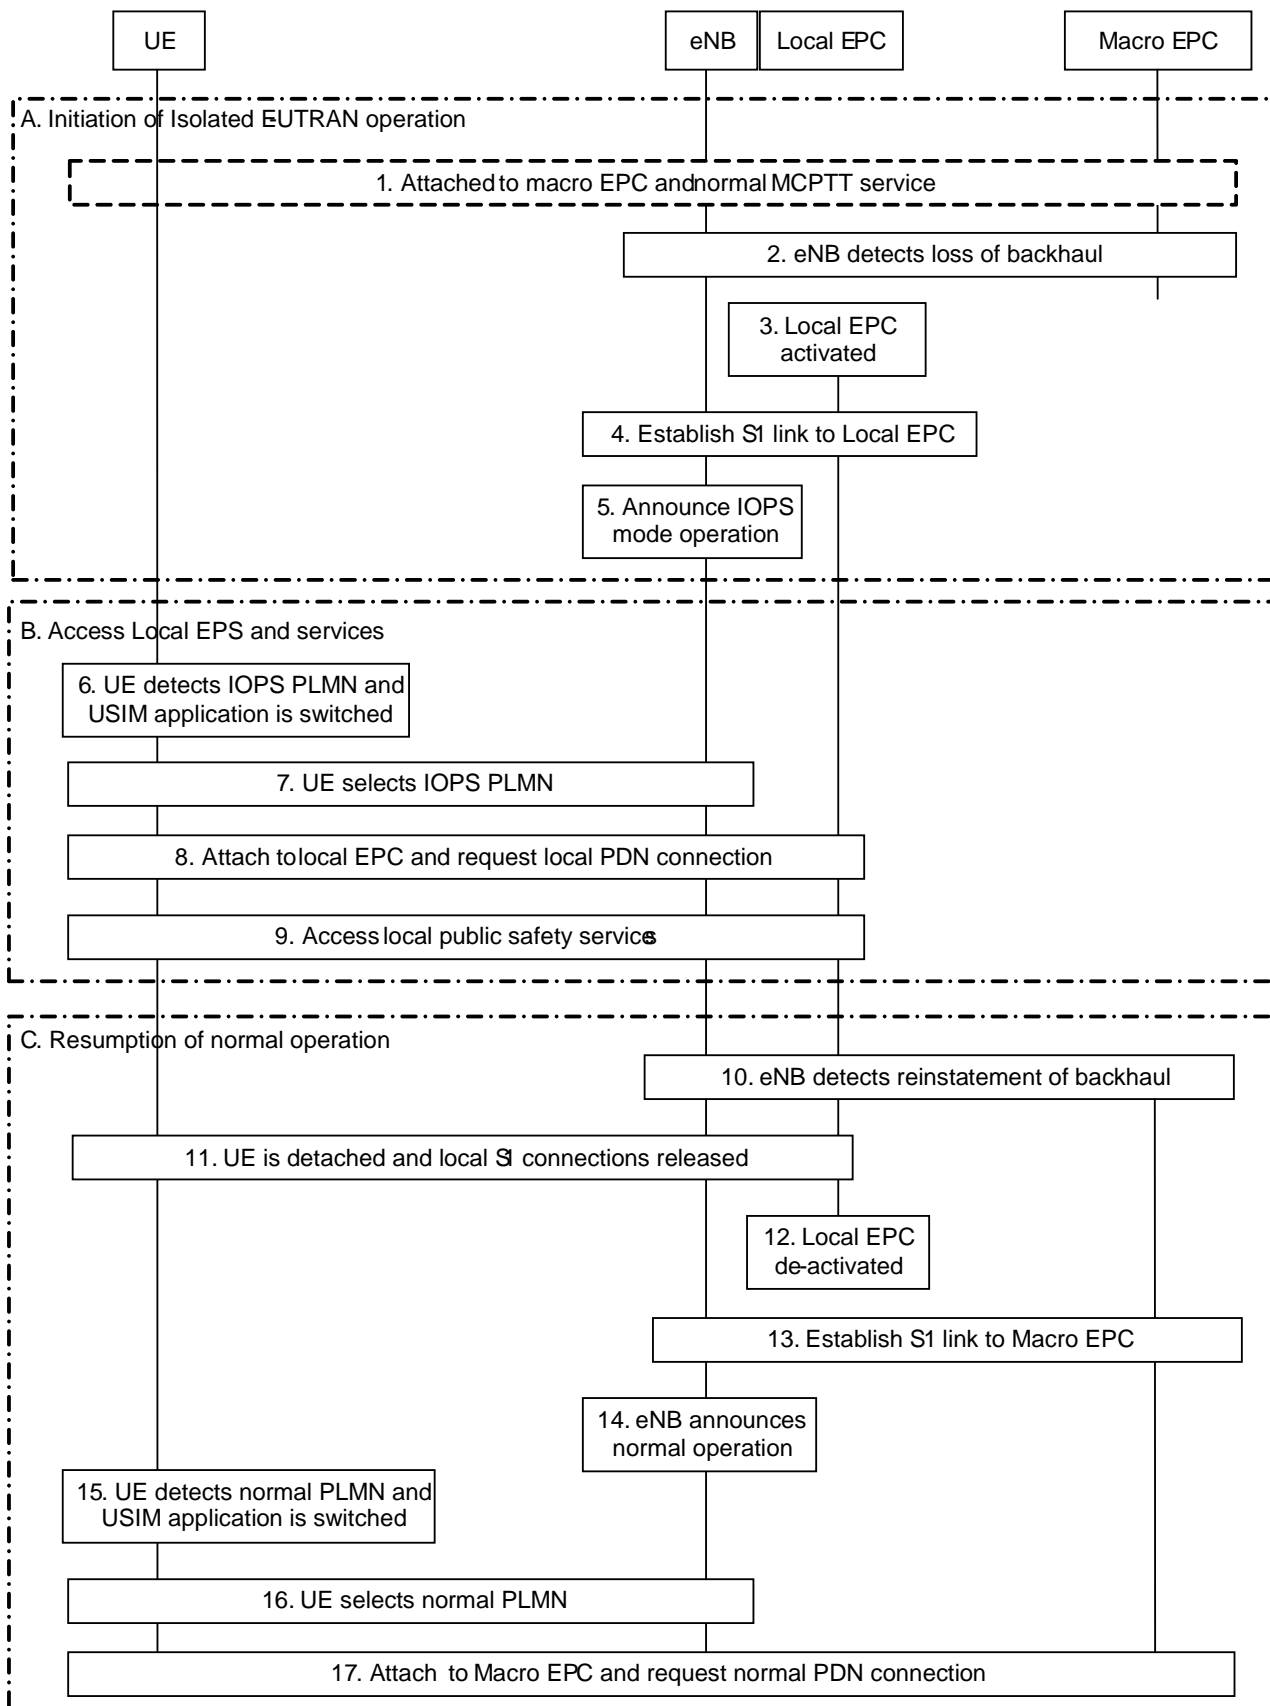 UE
eNB
Local EPC
Macro EPC
A. Initiation of Isolated E-UTRAN operation
1. Attached to macro EPC and normal MCPTT service
2. eNB detects loss of backhaul
3. Local EPC
activated
4. Establish S1 link to Local EPC
5. Announce IOPS
mode operation
B. Access Local EPS and services
6. UE detects IOPS PLMN and
USIM application is switched
7. UE selects IOPS PLMN
8. Attach to local EPC and request local PDN connection
9. Access local public safety services
C. Resumption of normal operation
10. eNB detects reinstatement of backhaul
11. UE is detached and local S1 connections released
12. Local EPC
de-activated
13. Establish S1 link to Macro EPC
14. eNB announces
normal operation
15. UE detects normal PLMN and
USIM application is switched
16. UE selects normal PLMN
17. Attach to Macro EPC and request normal PDN connection